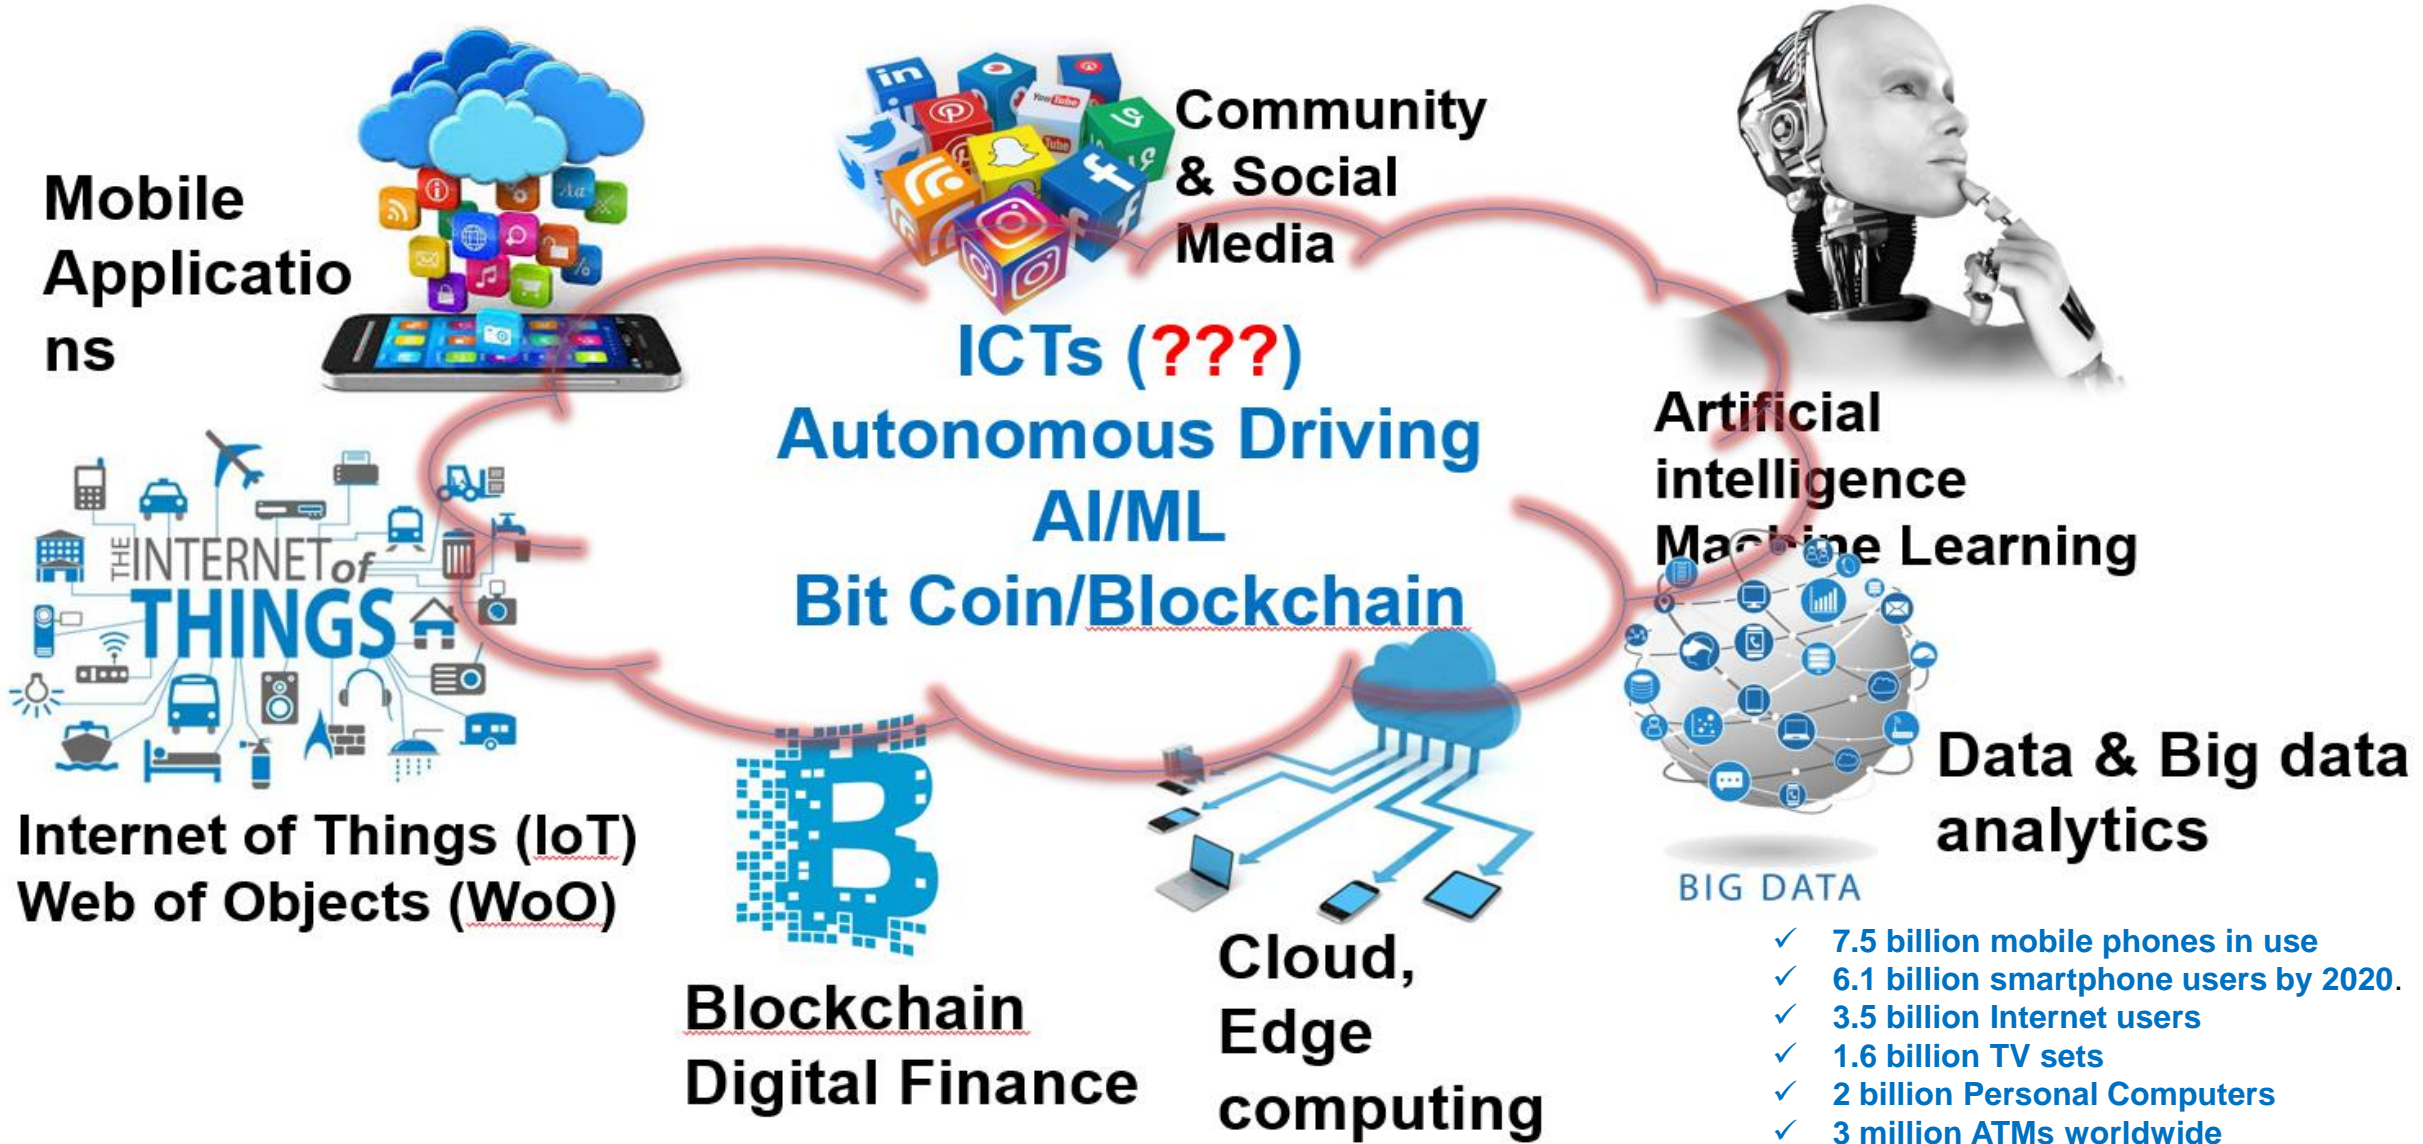 Mobile
Applicatio
ns
in
You Tube
Community
& Social
Media
ICTs (???)
Autonomous Driving
AI/ML
Bit Coin/Blockchain
Artificial
intelligence
Machine Learning
THE INTERNET of
THINGS
Internet of Things (IoT)
Web of Objects (WoO)
Blockchain
Digital Finance
Cloud,
Edge
computing
BIG DATA
Data & Big data
analytics
✓ 7.5 billion mobile phones in use
✓ 6.1 billion smartphone users by 2020.
✓ 3.5 billion Internet users
✓ 1.6 billion TV sets
✓ 2 billion Personal Computers
✓ 3 million ATMs worldwide